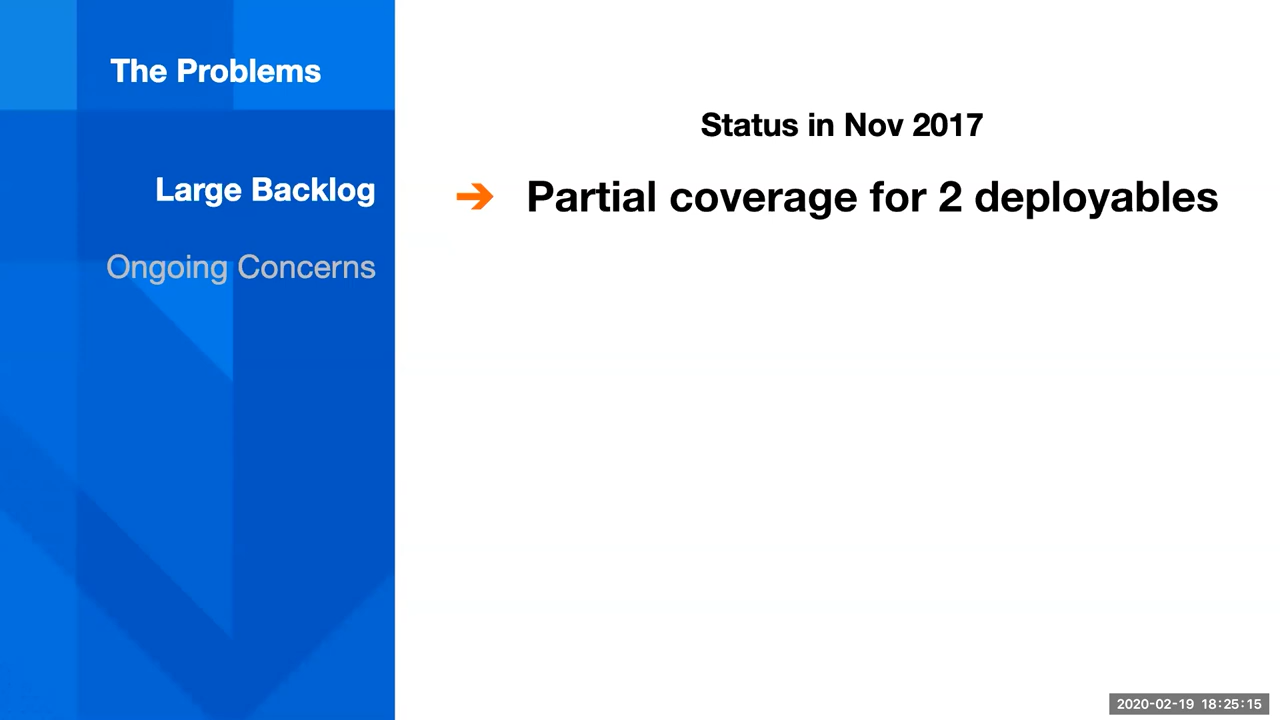 The Problems
Large Backlog
Ongoing Concerns
Status in Nov 2017
➔ Partial coverage for 2 deployables
2020-02-19 18:25:15